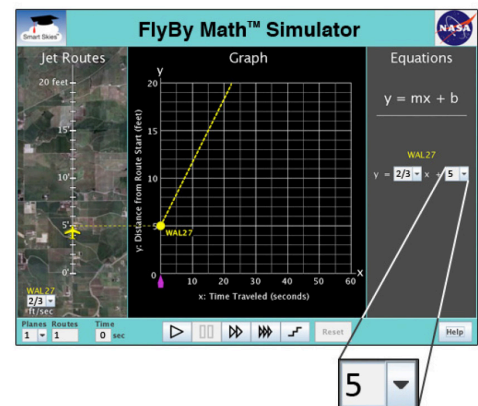 Smart Skies™
FlyBy Math™ Simulator
NASA
Jet Routes
Graph
Equations
20 feet
15'
10'
5'
0'
WAL27
2/3
ft/sec
y
20
15
10
5
0
WAL27
10 20 30 40 50 60
x
y: Distance from Route Start (feet)
x: Time Traveled (seconds)
y = mx + b
WAL27
y = 2/3 x + 5
Planes Routes Time
1 1 0 sec
Reset
Help
5